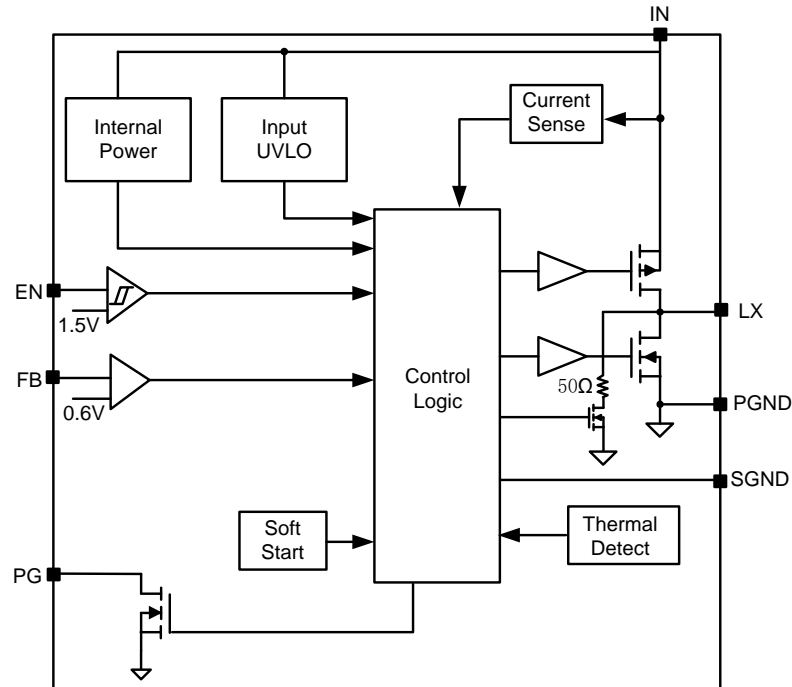 IN
Internal
Power
Input
UVLO
Current
Sense
EN
1.5V
LX
FB
0.6V
Control
Logic
50Ω
PGND
SGND
Soft
Start
Thermal
Detect
PG